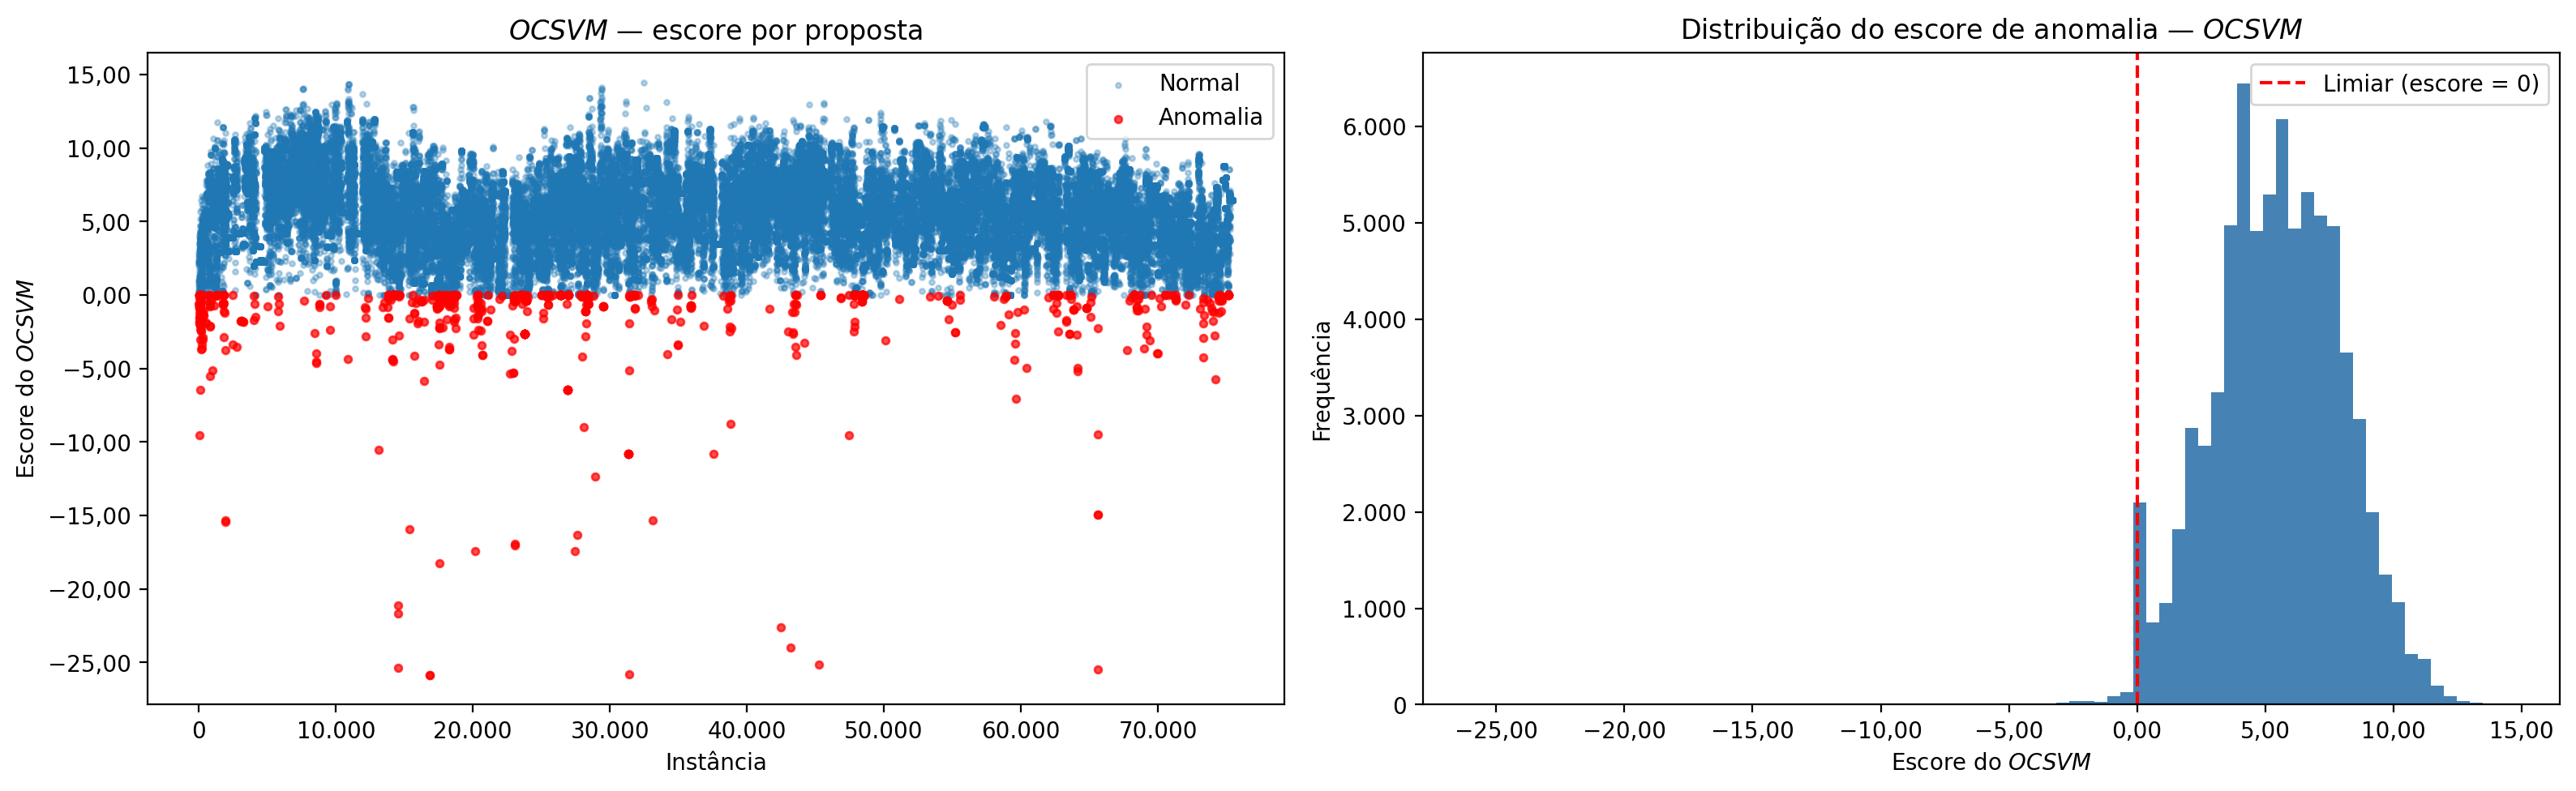 OCSVM — escore por proposta
15,00
10,00
5,00
0,00
−5,00
−10,00
−15,00
−20,00
−25,00
Escore do OCSVM
Normal
Anomalia
0 10.000 20.000 30.000 40.000 50.000 60.000 70.000
Instância
Distribuição do escore de anomalia — OCSVM
Limiar (escore = 0)
6.000
5.000
4.000
3.000
2.000
1.000
0
Frequência
−25,00 −20,00 −15,00 −10,00 −5,00 0,00 5,00 10,00 15,00
Escore do OCSVM